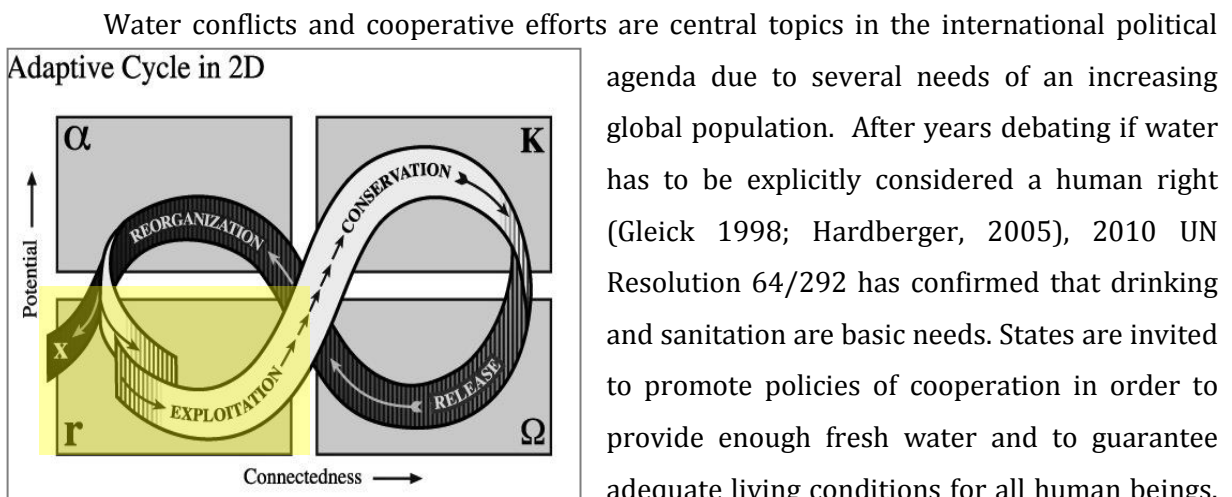 Water conflicts and cooperative efforts are central topics in the international political
Adaptive Cycle in 2D
α
K
REORGANIZATION
CONSERVATION
Potential
x
EXPLOITATION
RELEASE
r
Ω
Connectedness
agenda due to several needs of an increasing
global population. After years debating if water
has to be explicitly considered a human right
(Gleick 1998; Hardberger, 2005), 2010 UN
Resolution 64/292 has confirmed that drinking
and sanitation are basic needs. States are invited
to promote policies of cooperation in order to
provide enough fresh water and to guarantee
adequate living conditions for all human beings.